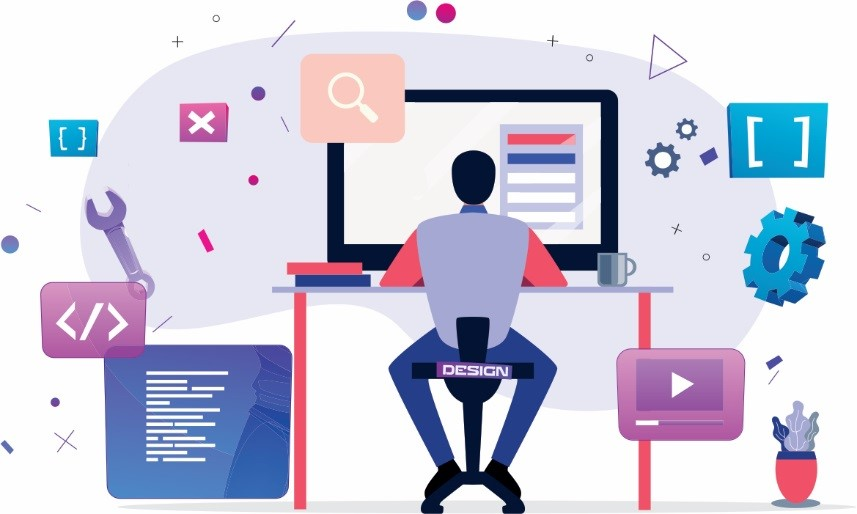 { }
[ ]
</>
DESIGN